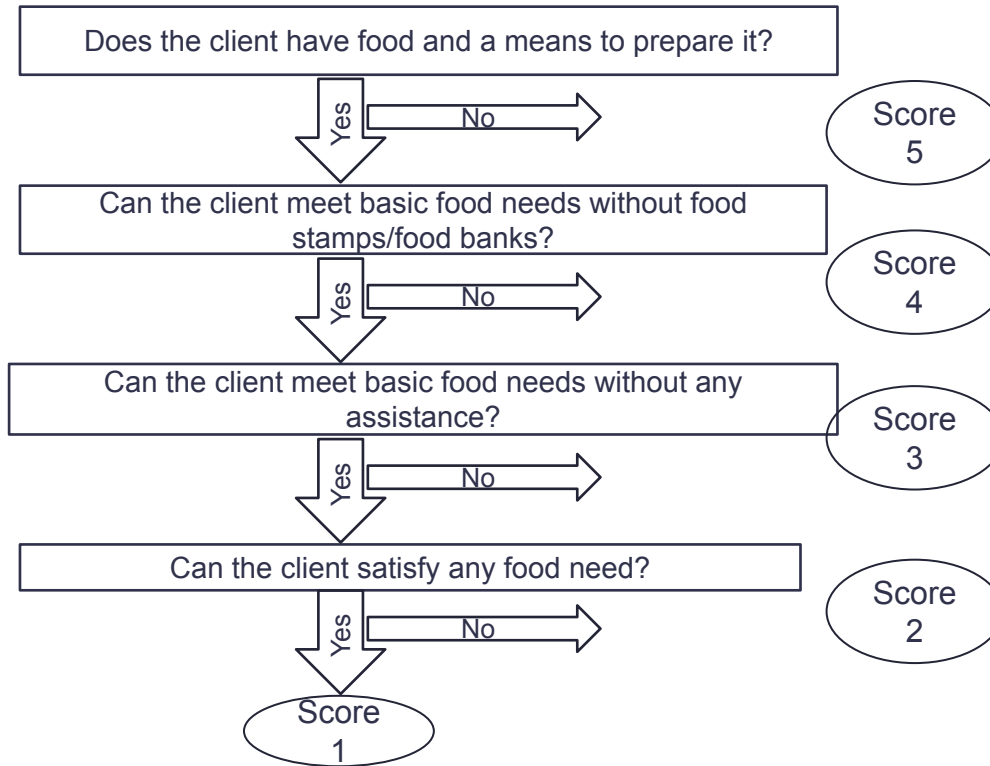 Does the client have food and a means to prepare it?
Yes
No
Score
5
Can the client meet basic food needs without food
stamps/food banks?
Yes
No
Score
4
Can the client meet basic food needs without any
assistance?
Yes
No
Score
3
Can the client satisfy any food need?
Yes
No
Score
2
Score
1